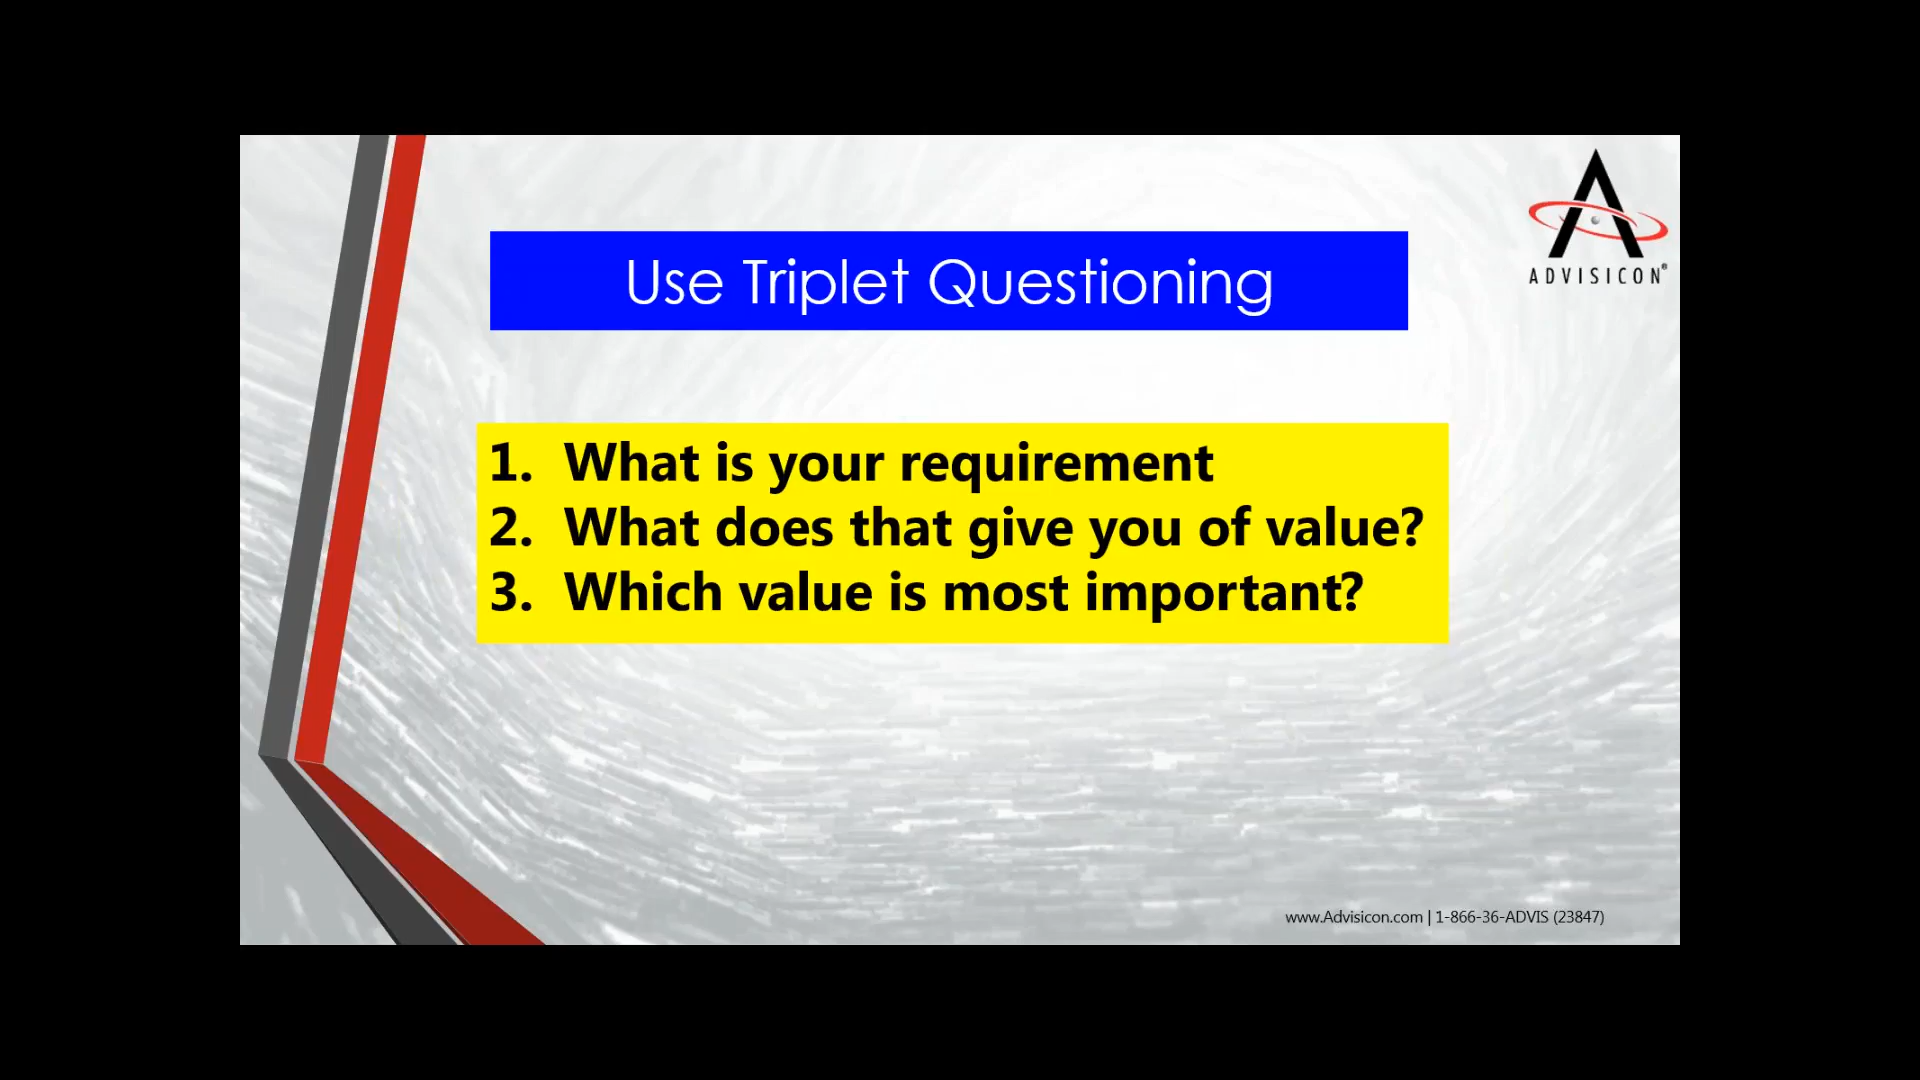 ADVISICON®
Use Triplet Questioning
1. What is your requirement
2. What does that give you of value?
3. Which value is most important?
www.Advisicon.com | 1-866-36-ADVIS (23847)